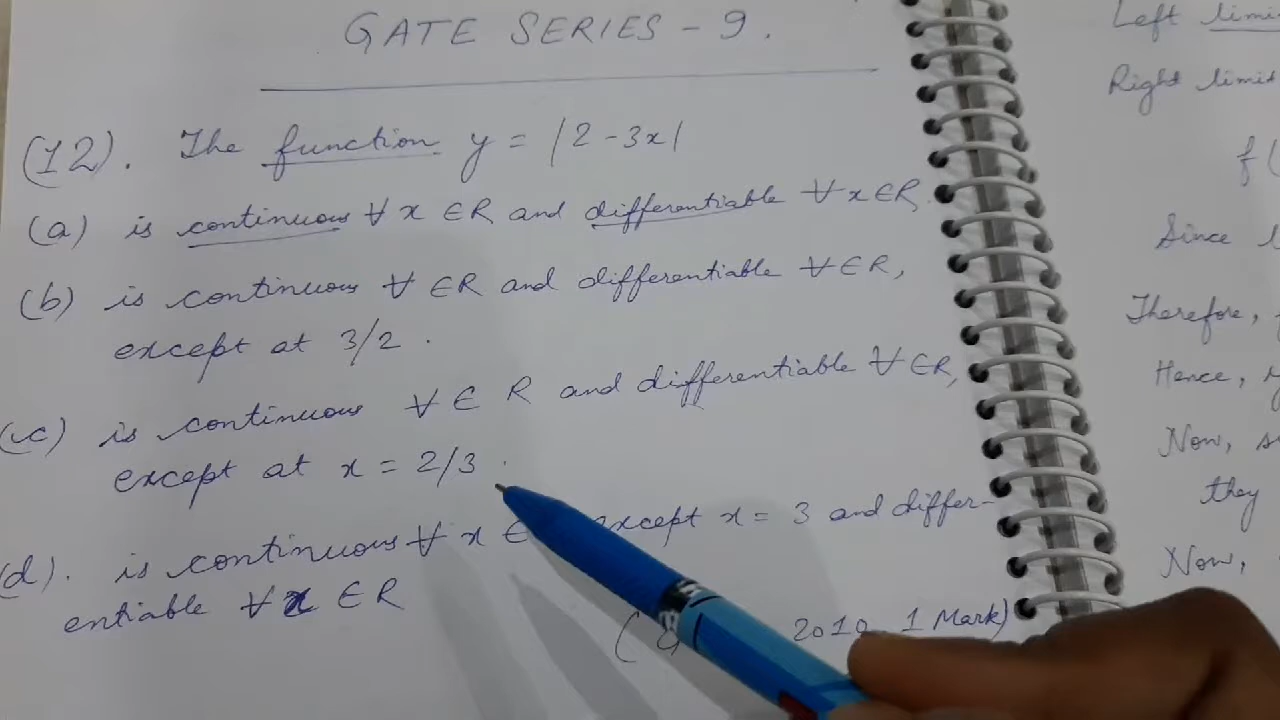 GATE SERIES - 9.
(12). The function y = |2 - 3x|
(a) is continuous ∀ x ∈ R and differentiable ∀ x ∈ R,
(b) is continuous ∀ ∈ R and differentiable ∀ ∈ R,
except at 3/2.
(c) is continuous ∀ ∈ R and differentiable ∀ ∈ R,
except at x = 2/3.
(d). is continuous ∀ x ∈ except x = 3 and differ-
entiable ∀ x ∈ R
( 2010, 1 Mark)
Left
Right
f(
Since
Therefore,
Hence,
Now,
they
Now,